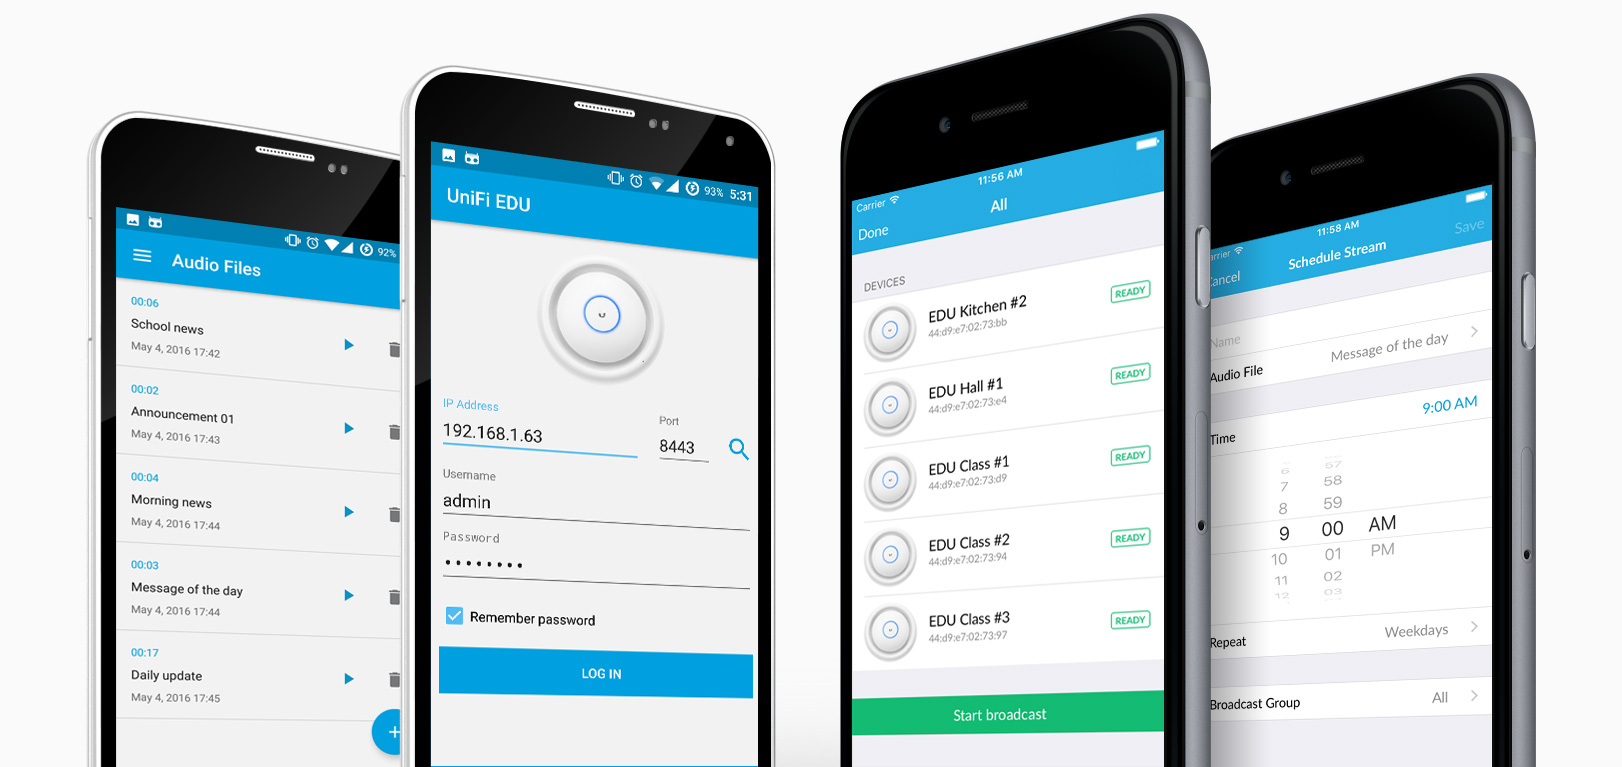 92%
Audio Files
00:06
School news
May 4, 2016 17:42
00:02
Announcement 01
May 4, 2016 17:43
00:04
Morning news
May 4, 2016 17:44
00:03
Message of the day
May 4, 2016 17:44
00:17
Daily update
May 4, 2016 17:45
+
93% 5:31
UniFi EDU
IP Address
192.168.1.63
Port
8443
Username
admin
Password
••••••••
Remember password
LOG IN
Carrier 11:56 AM
All
Done
DEVICES
EDU Kitchen #2
44:d9:e7:02:73:bb
READY
EDU Hall #1
44:d9:e7:02:73:e4
READY
EDU Class #1
44:d9:e7:02:73:d9
READY
EDU Class #2
44:d9:e7:02:73:94
READY
EDU Class #3
44:d9:e7:02:73:97
READY
Start broadcast
arrier 11:58 AM
ancel Schedule Stream Save
Name
Audio File Message of the day
Time 9:00 AM
6 57
7 58
8 59
9 00 AM
10 01 PM
11 02
12 03
Repeat Weekdays
Broadcast Group All